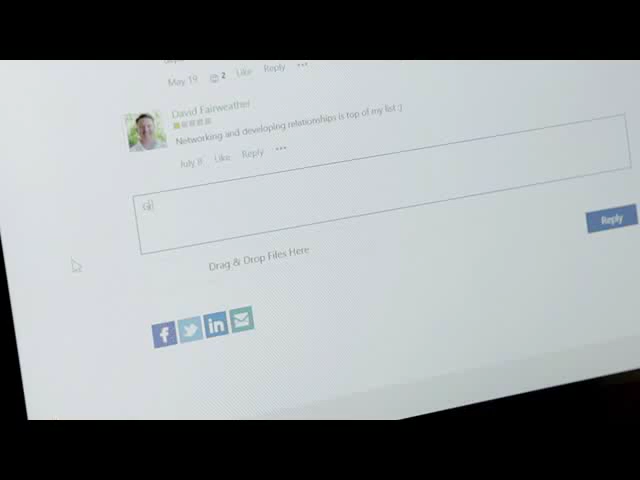 May 19 2 Like Reply ...
David Fairweather
Networking and developing relationships is top of my list :]
July 8 Like Reply ...
Reply
Drag & Drop Files Here
f in